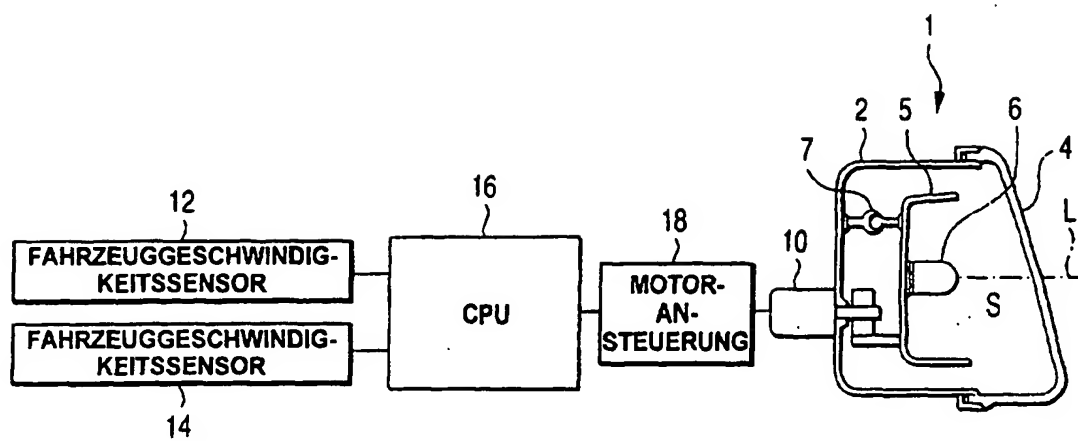 1
2
5
6
4
7
L
12
16
18
10
FAHRZEUGGESCHWINDIG-
KEITSSENSOR
CPU
MOTOR-
AN-
STEUERUNG
S
FAHRZEUGGESCHWINDIG-
KEITSSENSOR
14